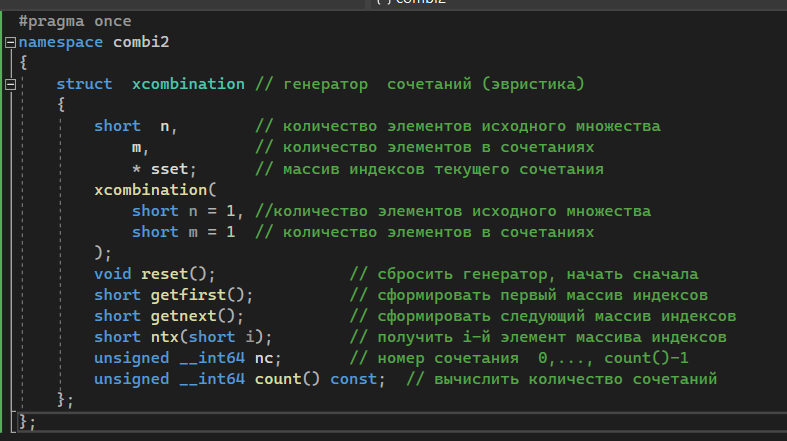 combi2
#pragma once
namespace combi2
{
struct  xcombination // генератор  сочетаний (эвристика)
{
short  n,        // количество элементов исходного множества
m,           // количество элементов в сочетаниях
* sset;      // массив индексов текущего сочетания
xcombination(
short n = 1, //количество элементов исходного множества
short m = 1  // количество элементов в сочетаниях
);
void reset();              // сбросить генератор, начать сначала
short getfirst();          // сформировать первый массив индексов
short getnext();           // сформировать следующий массив индексов
short ntx(short i);        // получить i-й элемент массива индексов
unsigned __int64 nc;       // номер сочетания  0,..., count()-1
unsigned __int64 count() const;  // вычислить количество сочетаний
};
};